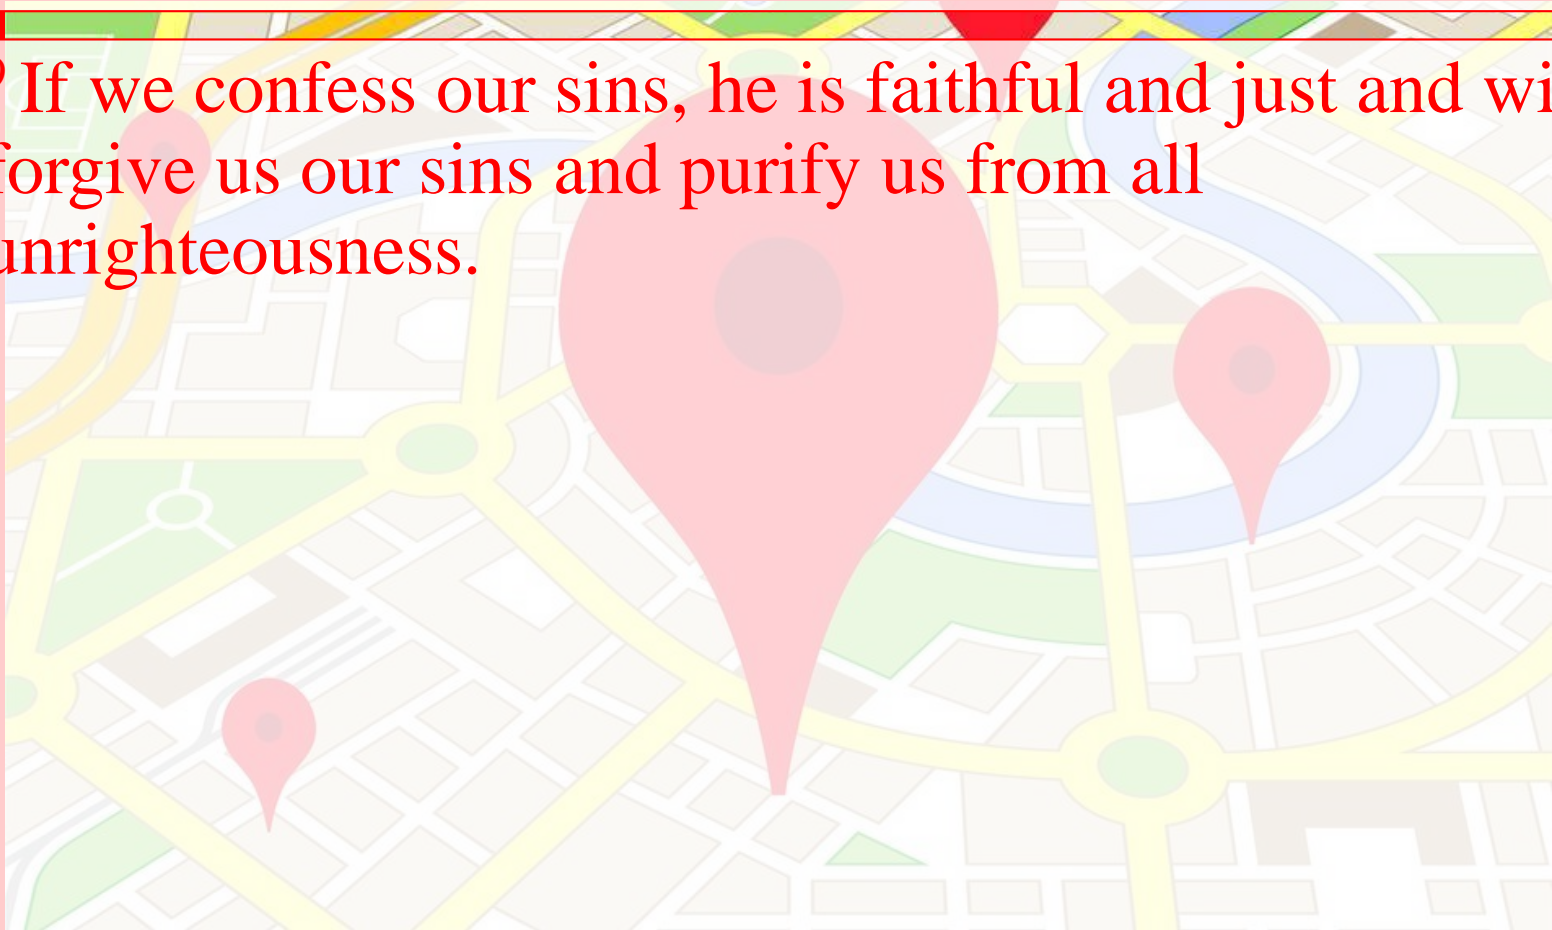 If we confess our sins, he is faithful and just and
forgive us our sins and purify us from all
unrighteousness.